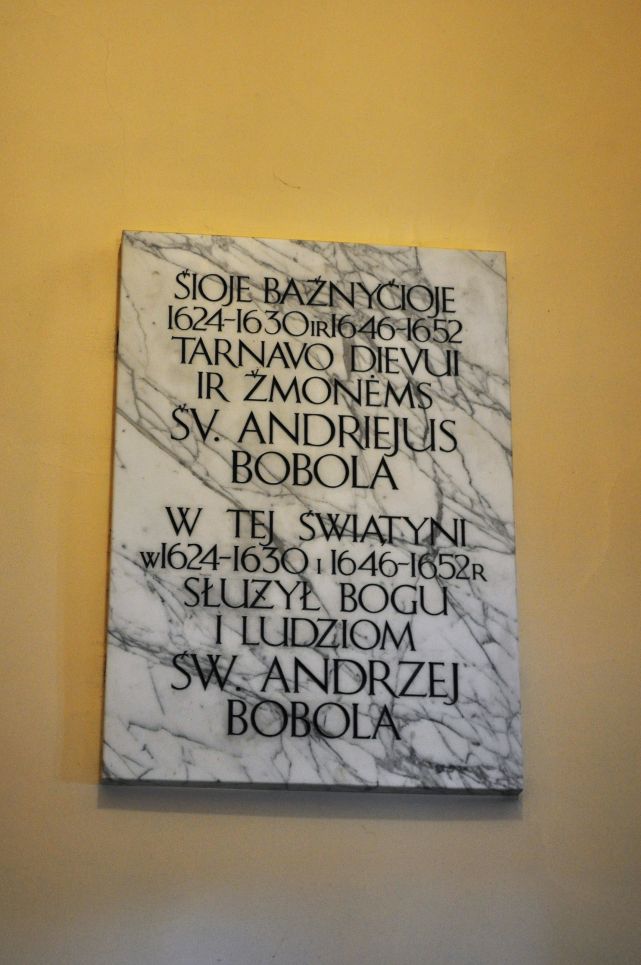 ŠIOJE BAŽNYČIOJE
1624-1630 IR 1646-1652
TARNAVO DIEVUI
IR ŽMONĖMS
ŠV. ANDRIEJUS
BOBOLA
W TEJ ŚWIATYNI
W 1624-1630 I 1646-1652 R
SŁUŻYŁ BOGU
I LUDZIOM
ŚW. ANDRZEJ
BOBOLA